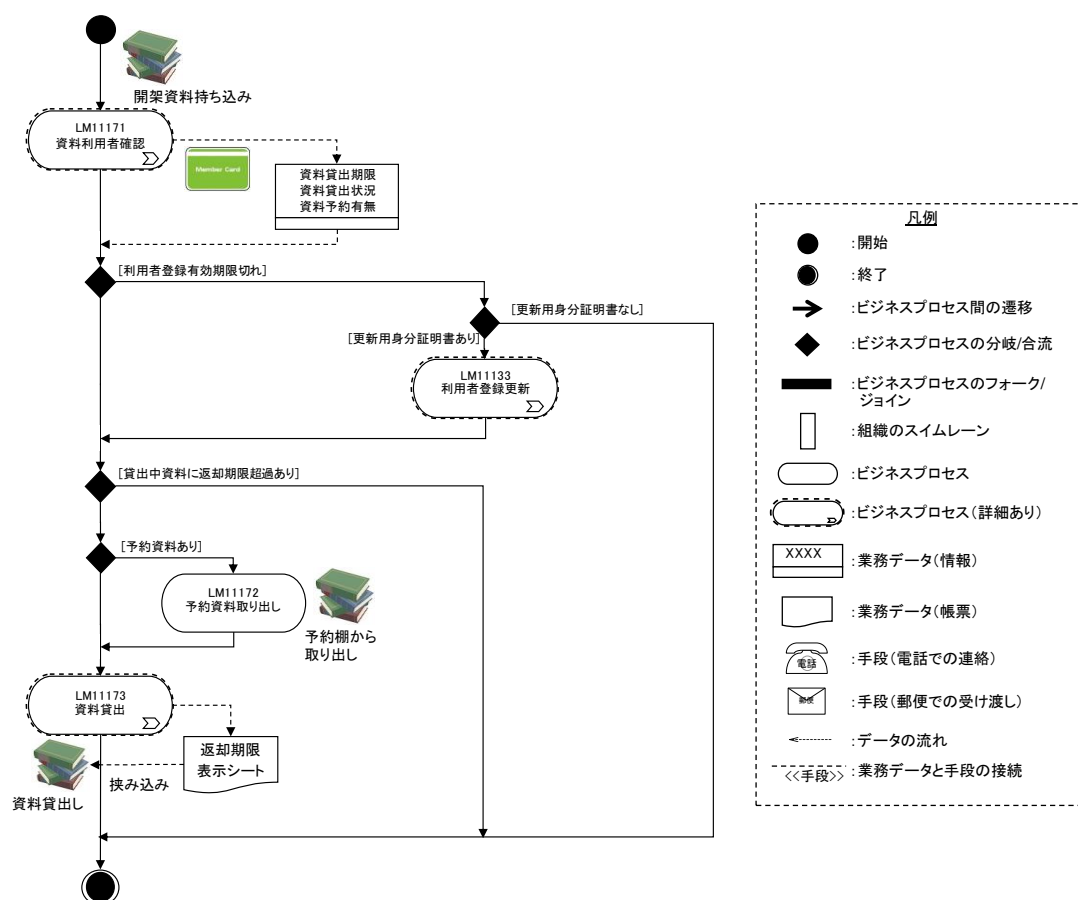 開架資料持ち込み
LM11171
資料利用者確認
Member Card
資料貸出期限
資料貸出状況
資料予約有無
[利用者登録有効期限切れ]
[更新用身分証明書なし]
[更新用身分証明書あり]
LM11133
利用者登録更新
[貸出中資料に返却期限超過あり]
[予約資料あり]
LM11172
予約資料取り出し
予約棚から
取り出し
LM11173
資料貸出
返却期限
表示シート
挟み込み
資料貸出し
凡例
:開始
:終了
:ビジネスプロセス間の遷移
:ビジネスプロセスの分岐/合流
:ビジネスプロセスのフォーク/
ジョイン
:組織のスイムレーン
:ビジネスプロセス
:ビジネスプロセス(詳細あり)
XXXX
:業務データ(情報)
:業務データ(帳票)
電話
:手段(電話での連絡)
郵便
:手段(郵便での受け渡し)
:データの流れ
<<手段>>
:業務データと手段の接続